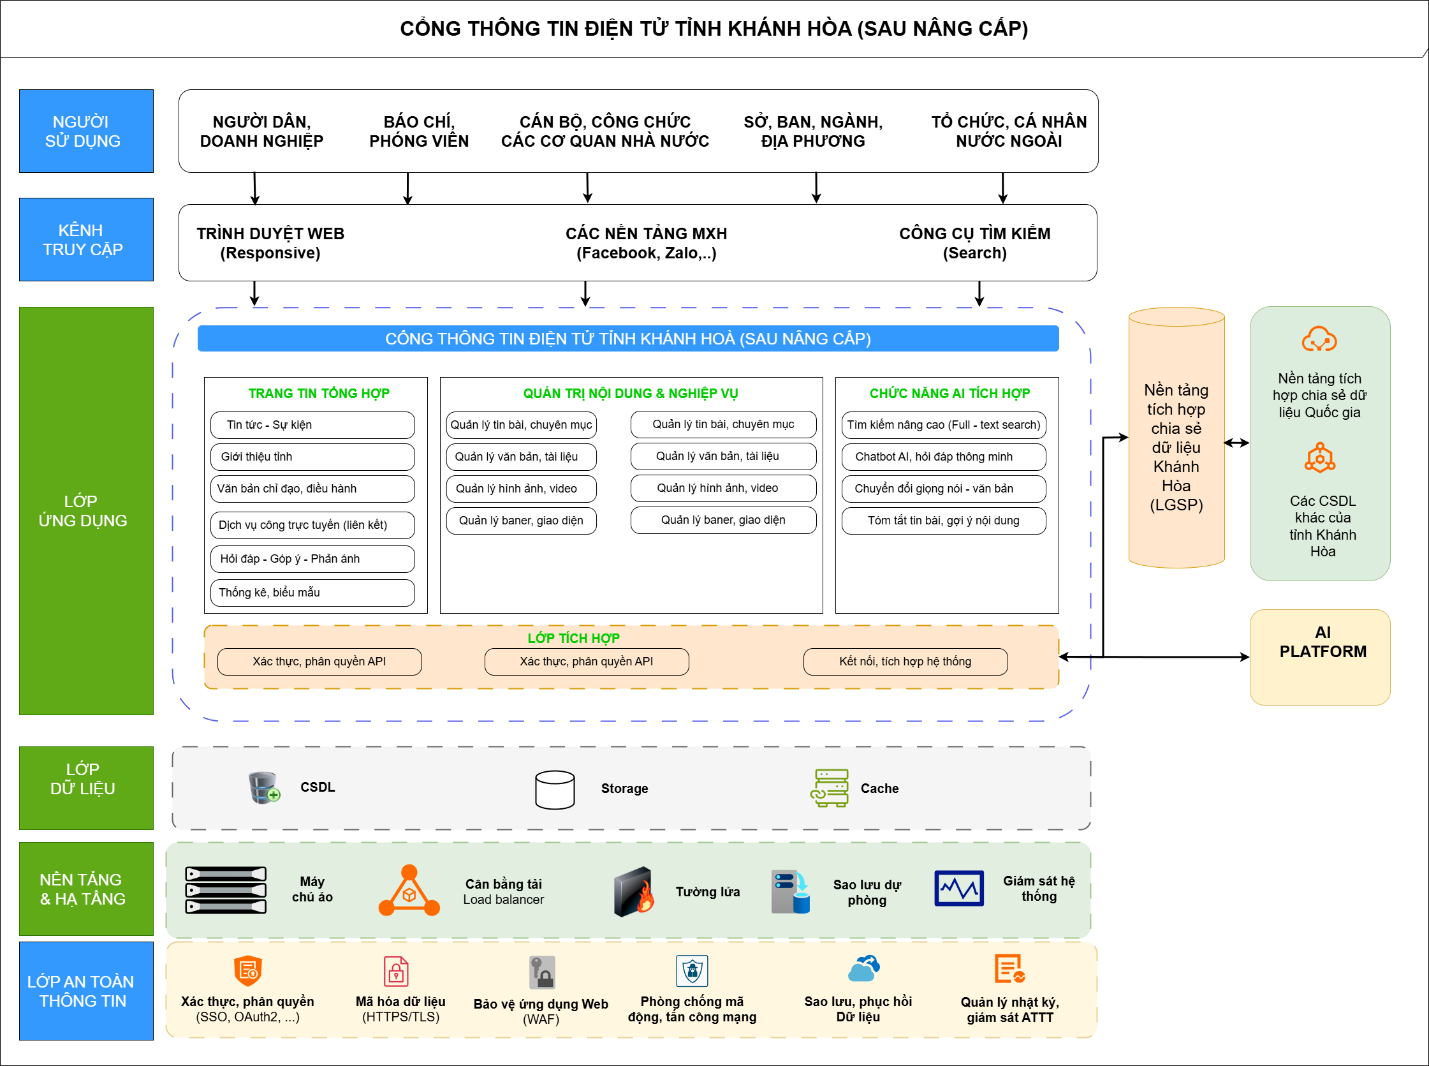 CỔNG THÔNG TIN ĐIỆN TỬ TỈNH KHÁNH HÒA (SAU NÂNG CẤP)
NGƯỜI
SỬ DỤNG
NGƯỜI DÂN,
DOANH NGHIỆP
BÁO CHÍ,
PHÓNG VIÊN
CÁN BỘ, CÔNG CHỨC
CÁC CƠ QUAN NHÀ NƯỚC
SỞ, BAN, NGÀNH,
ĐỊA PHƯƠNG
TỔ CHỨC, CÁ NHÂN
NƯỚC NGOÀI
KÊNH
TRUY CẬP
TRÌNH DUYỆT WEB
(Responsive)
CÁC NỀN TẢNG MXH
(Facebook, Zalo,..)
CÔNG CỤ TÌM KIẾM
(Search)
LỚP
ỨNG DỤNG
CỔNG THÔNG TIN ĐIỆN TỬ TỈNH KHÁNH HOÀ (SAU NÂNG CẤP)
TRANG TIN TỔNG HỢP
Tin tức - Sự kiện
Giới thiệu tỉnh
Văn bản chỉ đạo, điều hành
Dịch vụ công trực tuyến (liên kết)
Hỏi đáp - Góp ý - Phản ánh
Thống kê, biểu mẫu
QUẢN TRỊ NỘI DUNG & NGHIỆP VỤ
Quản lý tin bài, chuyên mục
Quản lý văn bản, tài liệu
Quản lý hình ảnh, video
Quản lý baner, giao diện
Quản lý tin bài, chuyên mục
Quản lý văn bản, tài liệu
Quản lý hình ảnh, video
Quản lý baner, giao diện
CHỨC NĂNG AI TÍCH HỢP
Tìm kiếm nâng cao (Full - text search)
Chatbot AI, hỏi đáp thông minh
Chuyển đổi giọng nói - văn bản
Tóm tắt tin bài, gợi ý nội dung
LỚP TÍCH HỢP
Xác thực, phân quyền API
Xác thực, phân quyền API
Kết nối, tích hợp hệ thống
Nền tảng
tích hợp
chia sẻ
dữ liệu
Khánh
Hòa
(LGSP)
Nền tảng tích
hợp chia sẻ dữ
liệu Quốc gia
Các CSDL
khác của
tỉnh Khánh
Hòa
AI
PLATFORM
LỚP
DỮ LIỆU
CSDL
Storage
Cache
NỀN TẢNG
& HẠ TẦNG
Máy
chủ ảo
Cân bằng tải
Load balancer
Tường lửa
Sao lưu dự
phòng
Giám sát hệ
thống
LỚP AN TOÀN
THÔNG TIN
Xác thực, phân quyền
(SSO, OAuth2, ...)
Mã hóa dữ liệu
(HTTPS/TLS)
Bảo vệ ứng dụng Web
(WAF)
Phòng chống mã
động, tấn công mạng
Sao lưu, phục hồi
Dữ liệu
Quản lý nhật ký,
giám sát ATTT